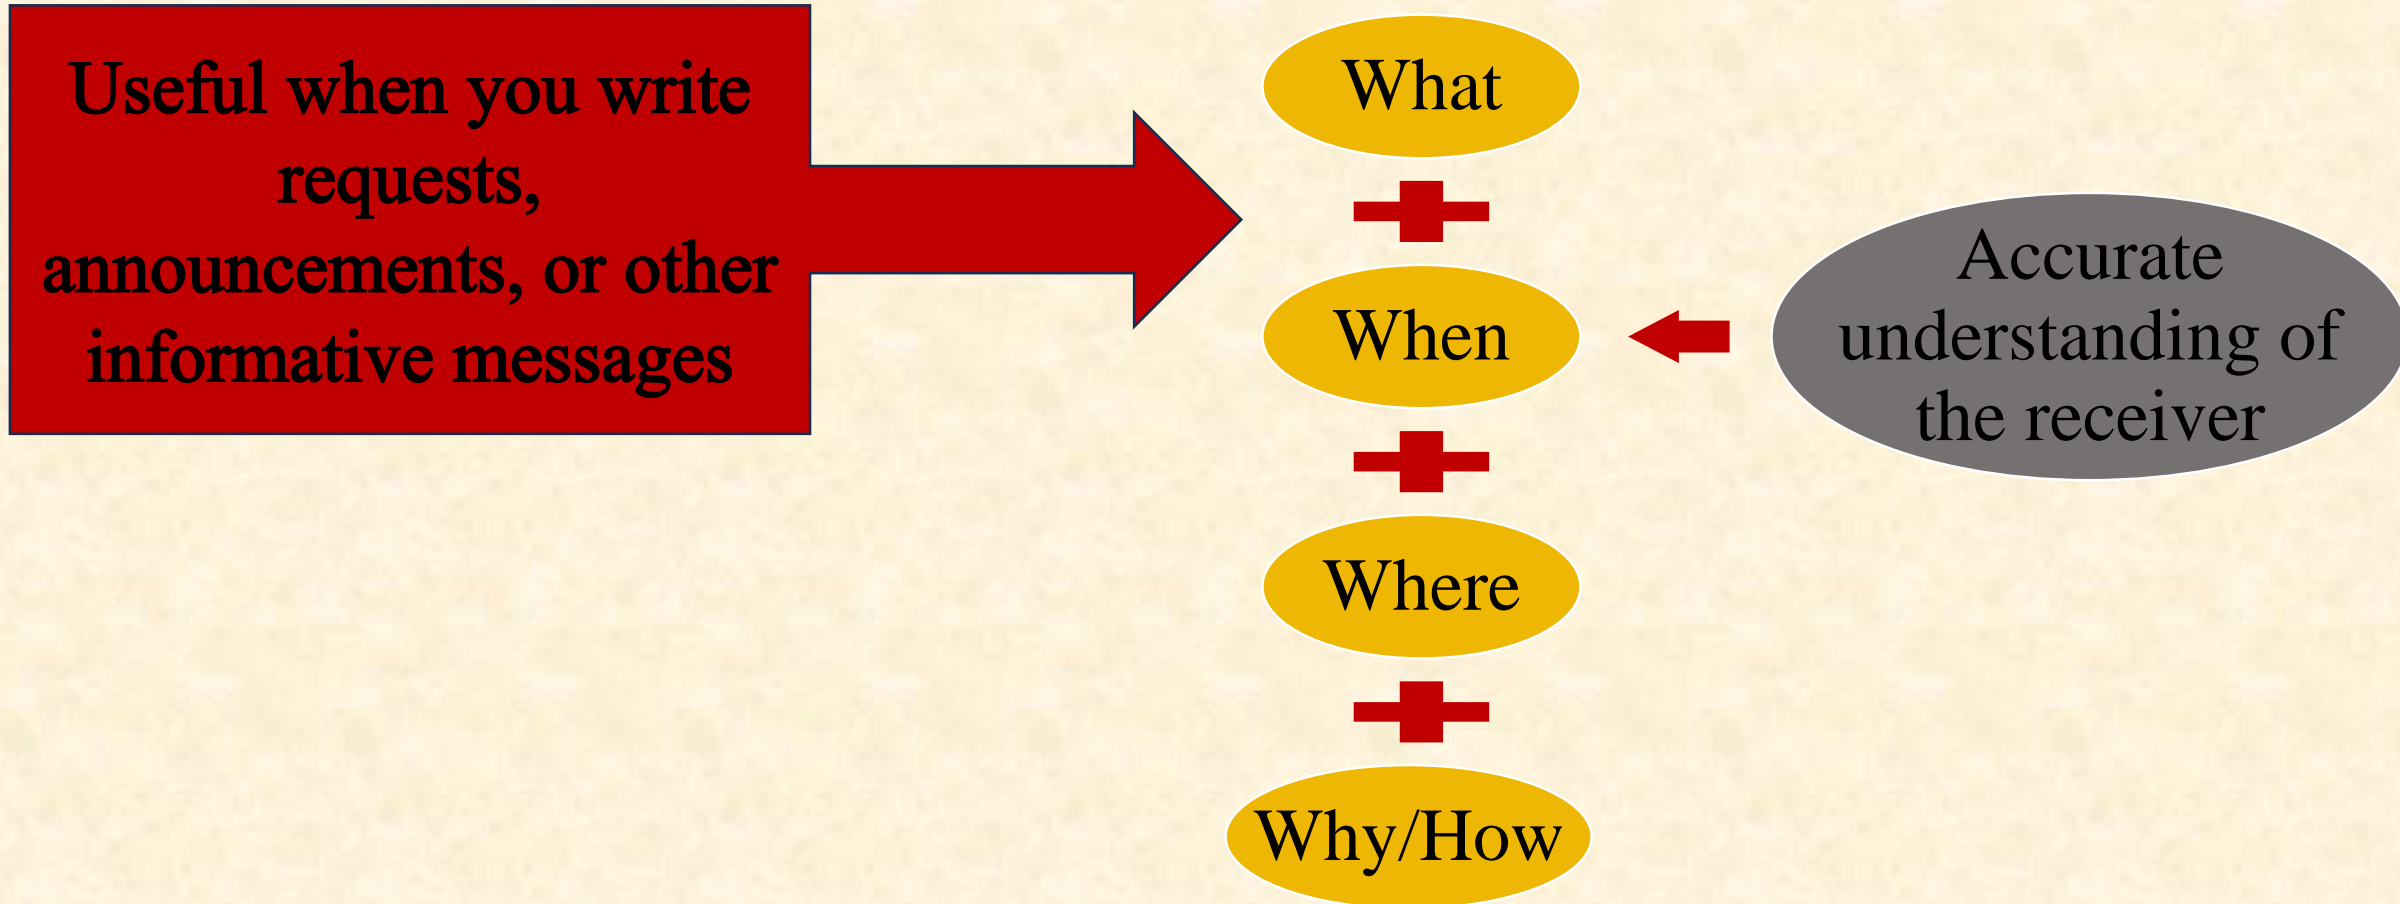 Useful when you write
requests,
announcements, or other
informative messages
What
When
Where
Why/How
Accurate
understanding of
the receiver